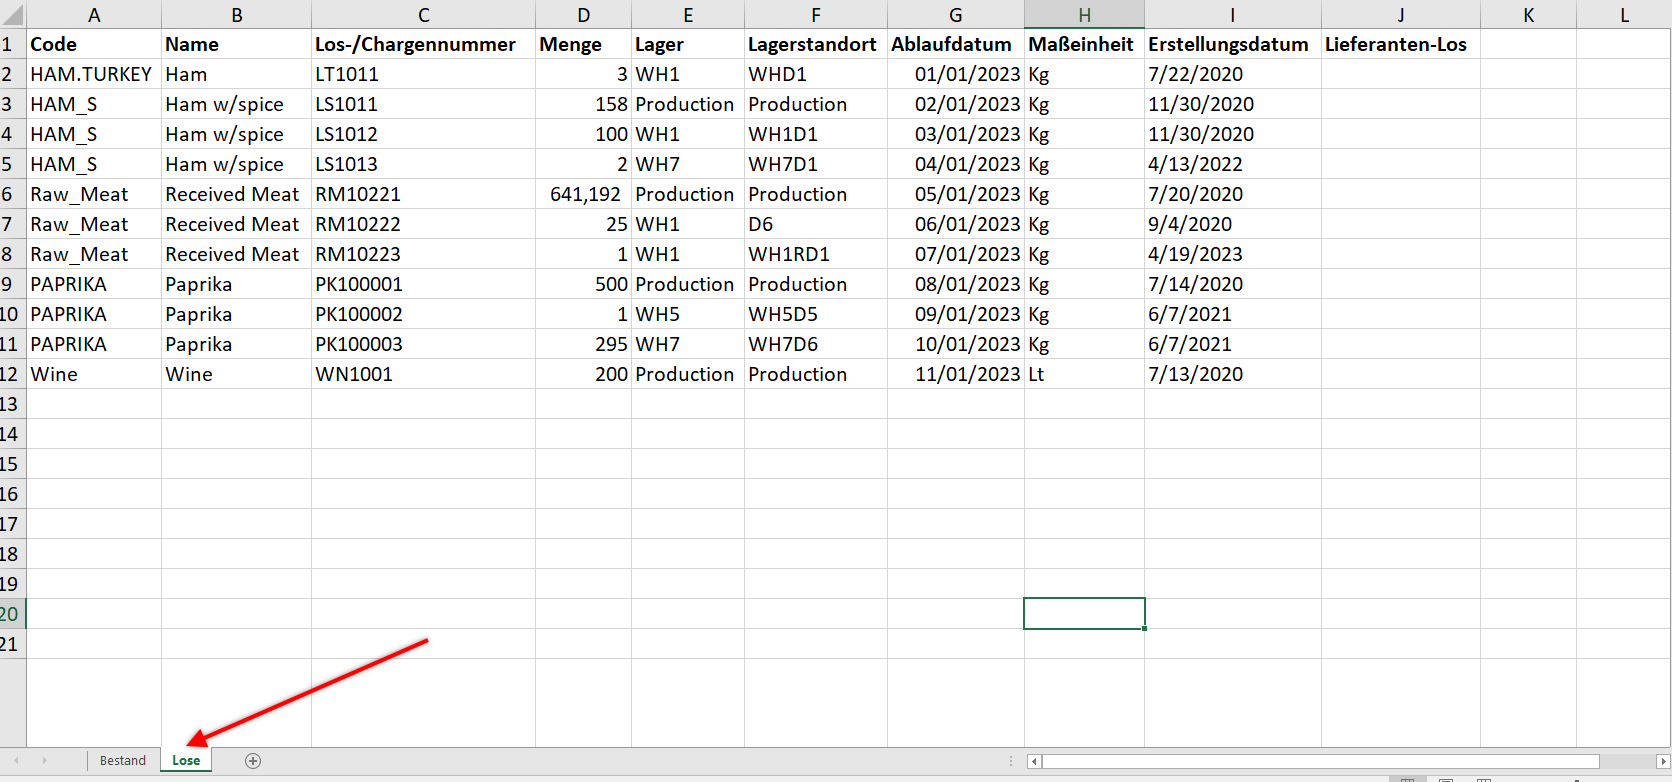 A B C D E F G H I J K L
1 Code Name Los-/Chargennummer Menge Lager Lagerstandort Ablaufdatum Maßeinheit Erstellungsdatum Lieferanten-Los
2 HAM.TURKEY Ham LT1011 3 WH1 WHD1 01/01/2023 Kg 7/22/2020
3 HAM_S Ham w/spice LS1011 158 Production Production 02/01/2023 Kg 11/30/2020
4 HAM_S Ham w/spice LS1012 100 WH1 WH1D1 03/01/2023 Kg 11/30/2020
5 HAM_S Ham w/spice LS1013 2 WH7 WH7D1 04/01/2023 Kg 4/13/2022
6 Raw_Meat Received Meat RM10221 641,192 Production Production 05/01/2023 Kg 7/20/2020
7 Raw_Meat Received Meat RM10222 25 WH1 D6 06/01/2023 Kg 9/4/2020
8 Raw_Meat Received Meat RM10223 1 WH1 WH1RD1 07/01/2023 Kg 4/19/2023
9 PAPRIKA Paprika PK100001 500 Production Production 08/01/2023 Kg 7/14/2020
10 PAPRIKA Paprika PK100002 1 WH5 WH5D5 09/01/2023 Kg 6/7/2021
11 PAPRIKA Paprika PK100003 295 WH7 WH7D6 10/01/2023 Kg 6/7/2021
12 Wine Wine WN1001 200 Production Production 11/01/2023 Lt 7/13/2020
13
14
15
16
17
18
19
20
21
Bestand Lose